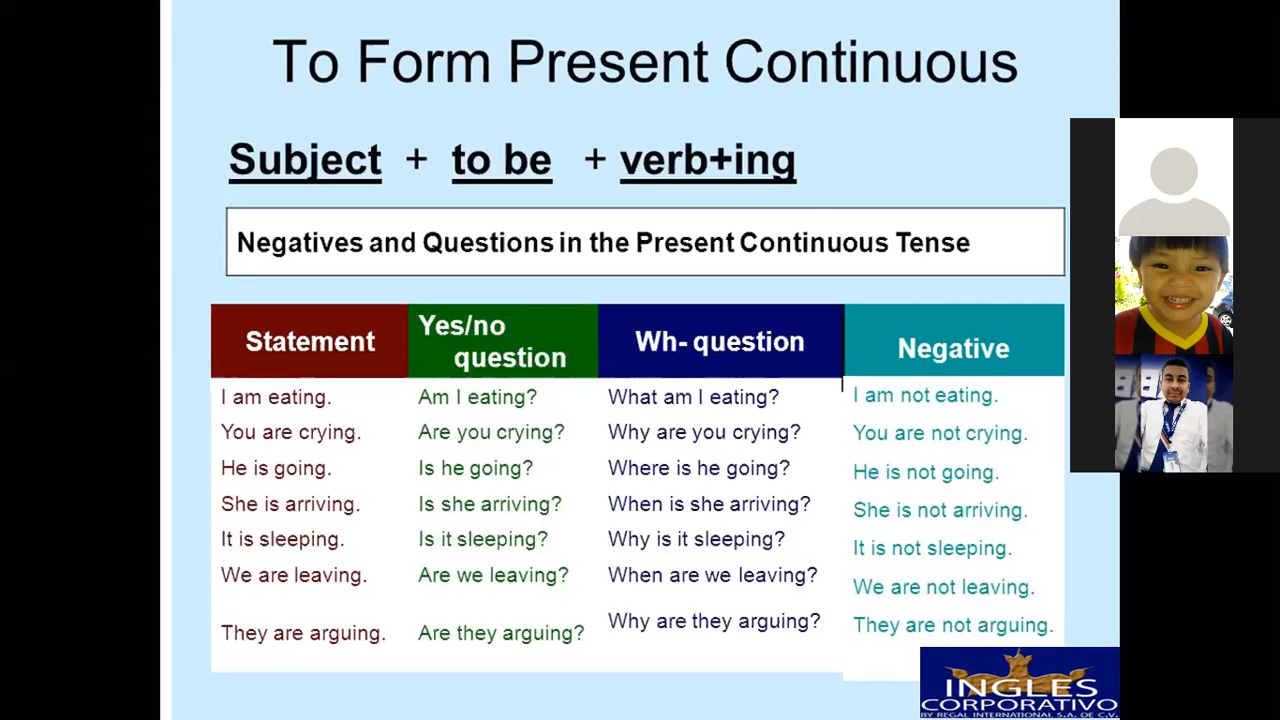 To Form Present Continuous
Subject + to be + verb+ing
Negatives and Questions in the Present Continuous Tense
Statement
Yes/no
question
Wh- question
Negative
I am eating.
Am I eating?
What am I eating?
I am not eating.
You are crying.
Are you crying?
Why are you crying?
You are not crying.
He is going.
Is he going?
Where is he going?
He is not going.
She is arriving.
Is she arriving?
When is she arriving?
She is not arriving.
It is sleeping.
Is it sleeping?
Why is it sleeping?
It is not sleeping.
We are leaving.
Are we leaving?
When are we leaving?
We are not leaving.
They are arguing.
Are they arguing?
Why are they arguing?
They are not arguing.
INGLES
CORPORATIVO
BY REGAL INTERNATIONAL S.A. DE C.V.